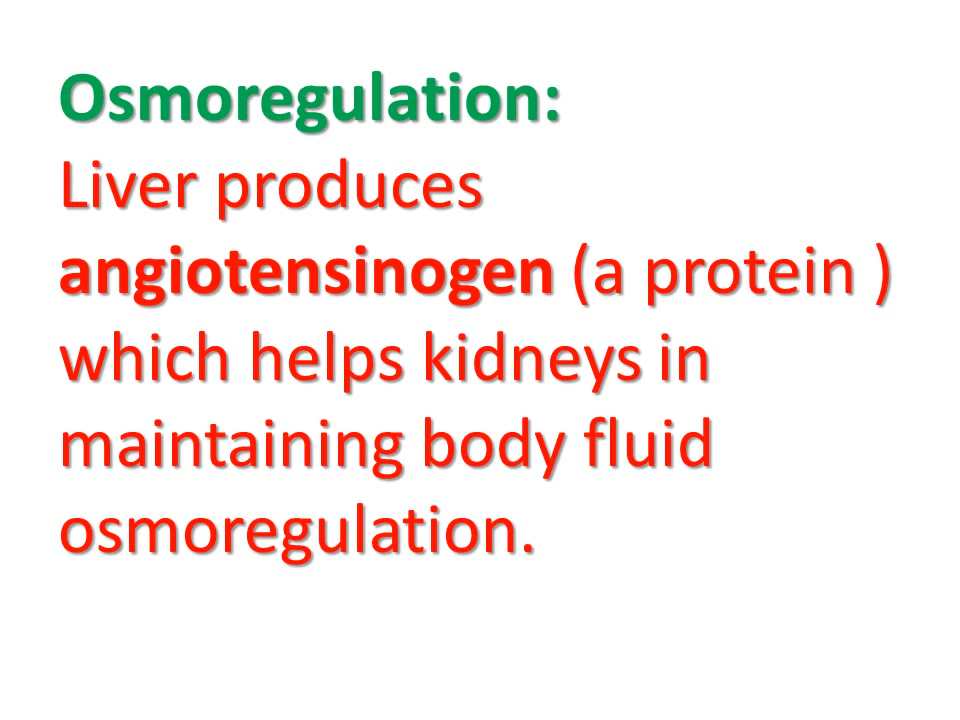 Osmoregulation:
Liver produces
angiotensinogen (a protein )
which helps kidneys in
maintaining body fluid
osmoregulation.